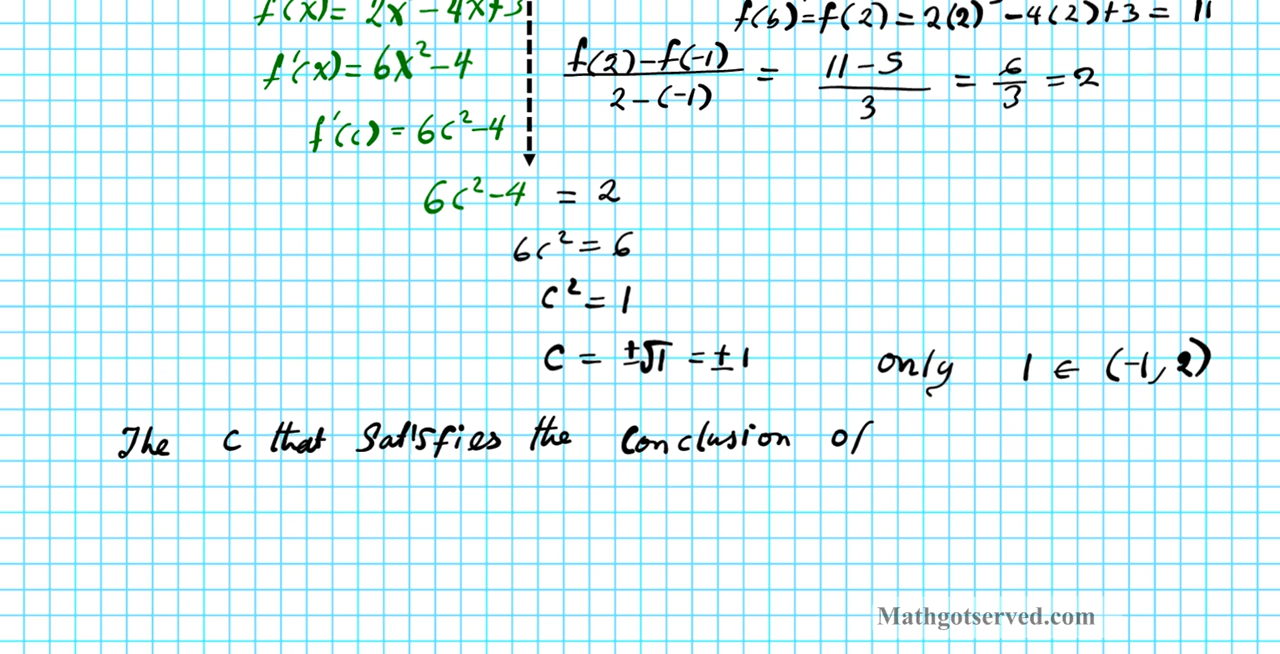 f(x) = 2x - 4x+3
f(b) = f(2) = 2(2) - 4(2)+3 = 11
f'(x) = 6x² - 4
f(2) - f(-1) / 2 - (-1) = 11 - 5 / 3 = 6/3 = 2
f'(c) = 6c² - 4
6c² - 4 = 2
6c² = 6
c² = 1
c = ±√1 = ±1 only 1 ∈ (-1, 2)
The c that satisfies the conclusion of
Mathgotserved.com